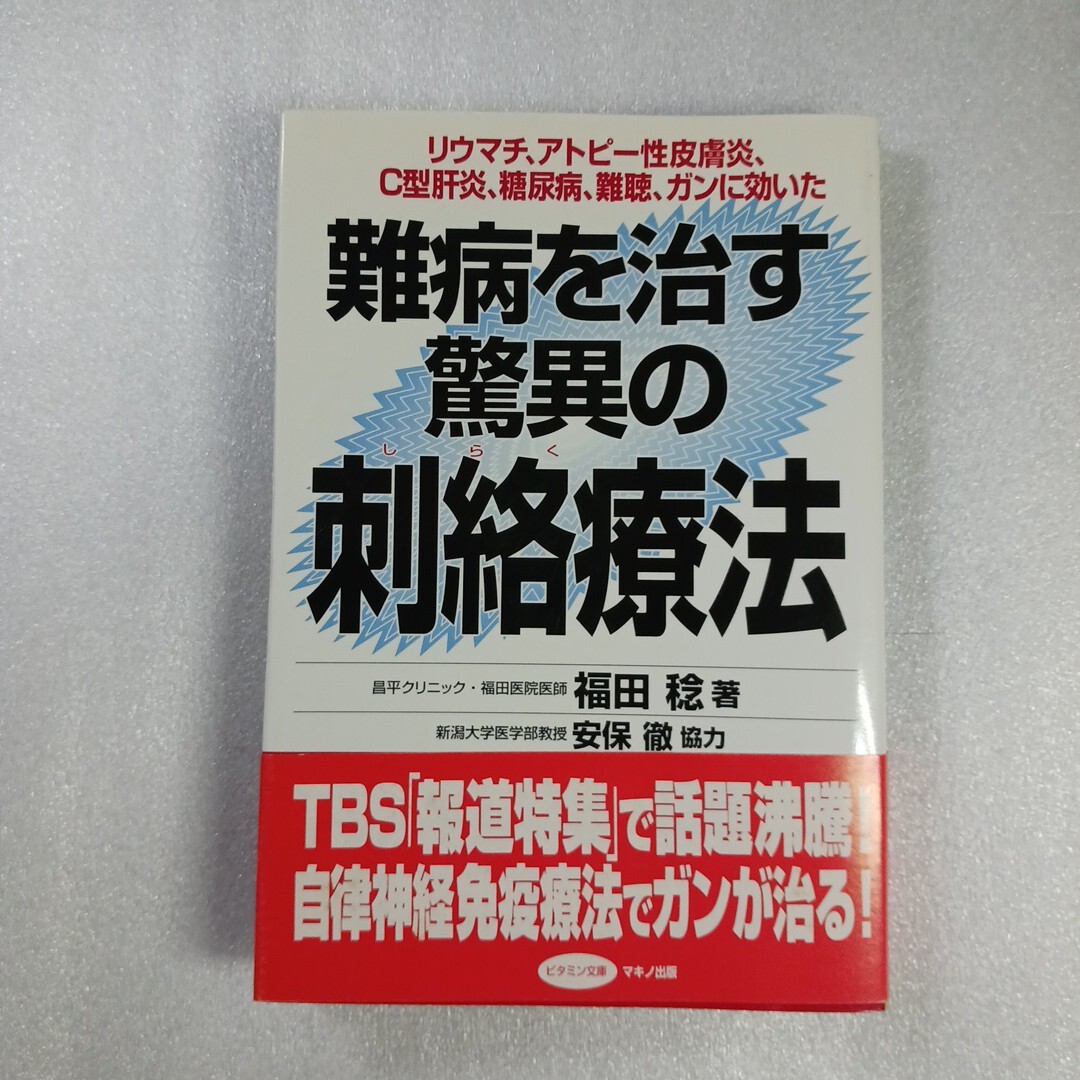 リウマチ、アトピー性皮膚炎、
C型肝炎、糖尿病、難聴、ガンに効いた
難病を治す
驚異の
しらく
刺絡療法
昌平クリニック・福田医院医師 福田 稔 著
新潟大学医学部教授 安保 徹 協力
TBS「報道特集」で話題沸騰!
自律神経免疫療法でガンが治る!
ビタミン文庫 マキノ出版